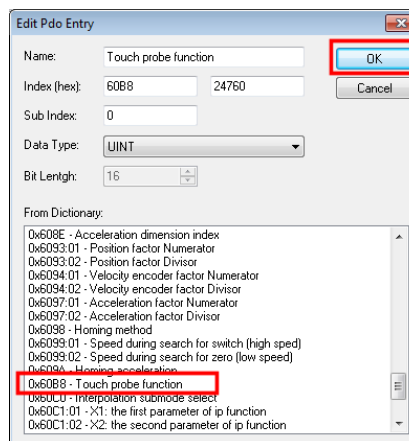 Edit Pdo Entry
Name: Touch probe function OK
Index (hex): 60B8 24760 Cancel
Sub Index: 0
Data Type: UINT
Bit Lentgh: 16
From Dictionary:
0x608E - Acceleration dimension index
0x6093:01 - Position factor Numerator
0x6093:02 - Position factor Divisor
0x6094:01 - Velocity encoder factor Numerator
0x6094:02 - Velocity encoder factor Divisor
0x6097:01 - Acceleration factor Numerator
0x6097:02 - Acceleration factor Divisor
0x6098 - Homing method
0x6099:01 - Speed during search for switch (high sped)
0x6099:02 - Speed during search for zero (low speed)
0x609A - Homing acceleration
0x60B8 - Touch probe function
0x60C0 - Interpolation submode select
0x60C1:01 - X1: the first parameter of ip function
0x60C1:02 - X2: the second parameter of ip function